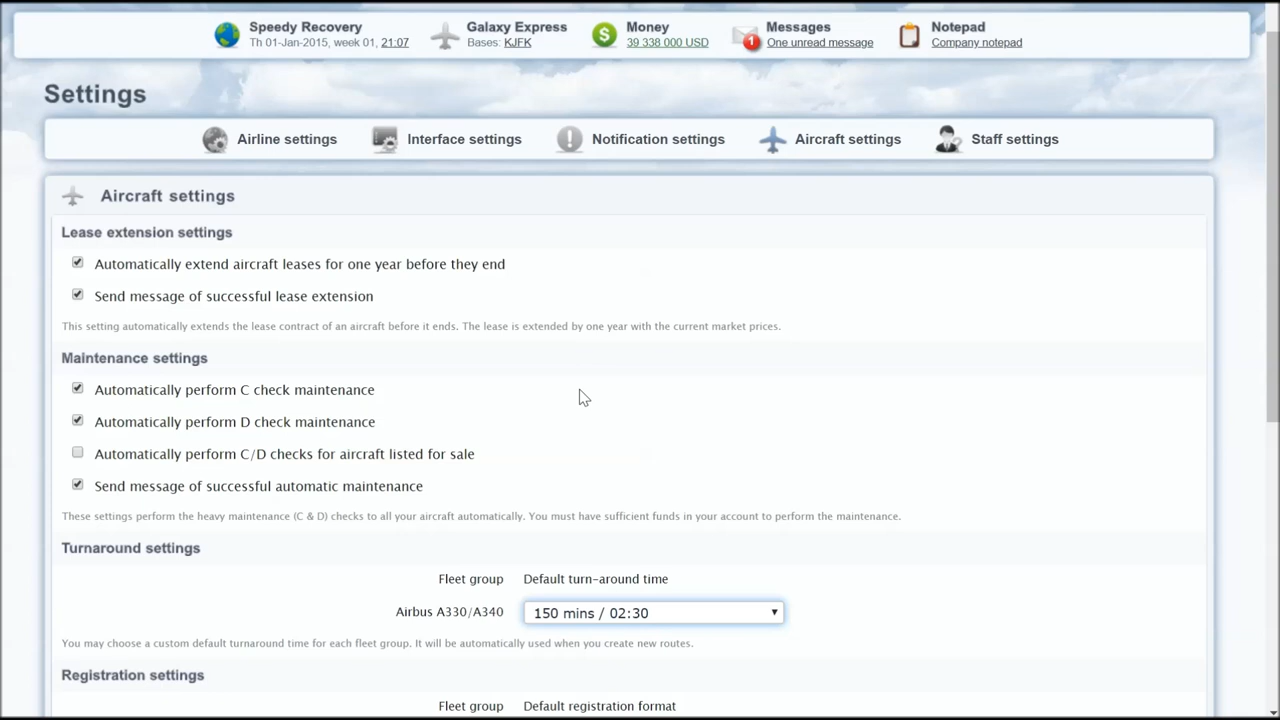 Speedy Recovery
Th 01-Jan-2015, week 01, 21:07
Galaxy Express
Bases: KJFK
Money
39 338 000 USD
1
Messages
One unread message
Notepad
Company notepad
Settings
Airline settings
Interface settings
Notification settings
Aircraft settings
Staff settings
Aircraft settings
Lease extension settings
Automatically extend aircraft leases for one year before they end
Send message of successful lease extension
This setting automatically extends the lease contract of an aircraft before it ends. The lease is extended by one year with the current market prices.
Maintenance settings
Automatically perform C check maintenance
Automatically perform D check maintenance
Automatically perform C/D checks for aircraft listed for sale
Send message of successful automatic maintenance
These settings perform the heavy maintenance (C & D) checks to all your aircraft automatically. You must have sufficient funds in your account to perform the maintenance.
Turnaround settings
Fleet group Default turn-around time
Airbus A330/A340 150 mins / 02:30
You may choose a custom default turnaround time for each fleet group. It will be automatically used when you create new routes.
Registration settings
Fleet group Default registration format